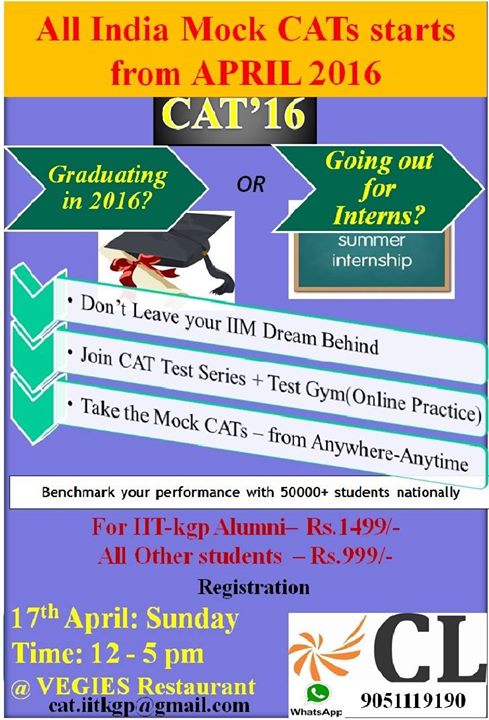 All India Mock CATs starts
from APRIL 2016
CAT'16
Graduating
in 2016?
OR
Going out
for
Interns?
summer
internship
• Don't Leave your IIM Dream Behind
• Join CAT Test Series + Test Gym(Online Practice)
• Take the Mock CATs – from Anywhere-Anytime
Benchmark your performance with 50000+ students nationally
For IIT-kgp Alumni– Rs.1499/-
All Other students – Rs.999/-
Registration
17th April: Sunday
Time: 12 - 5 pm
@ VEGIES Restaurant
cat.iitkgp@gmail.com
CL
WhatsApp
9051119190